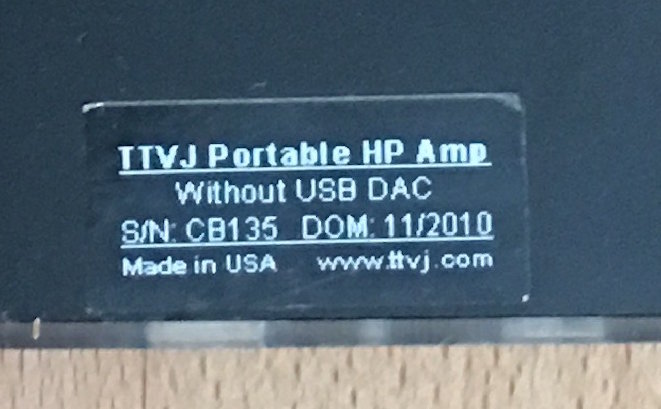 TTVJ Portable HP Amp
Without USB DAC
S/N: CB135 DOM: 11/2010
Made in USA www.ttvj.com